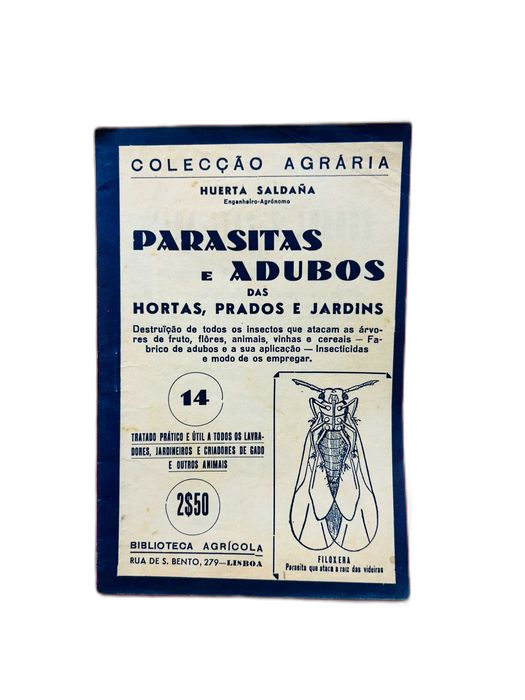 COLECÇÃO AGRÁRIA
HUERTA SALDAÑA
Engenheiro-Agrónomo
PARASITAS
E ADUBOS
DAS
HORTAS, PRADOS E JARDINS
Destruïção de todos os insectos que atacam as árvo-
res de fruto, flôres, animais, vinhas e cereais — Fa-
brico de adubos e a sua aplicação — Insecticidas
e modo de os empregar.
14
TRATADO PRÁTICO E ÚTIL A TODOS OS LAVRA-
DORES, JARDINEIROS E CRIADORES DE GADO
E OUTROS ANIMAIS
2$50
BIBLIOTECA AGRÍCOLA
RUA DE S. BENTO, 279—LISBOA
FILOXERA
Parasita que ataca a raiz das videiras